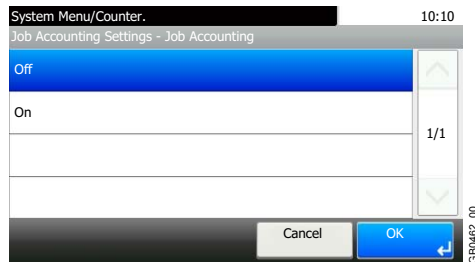 System Menu/Counter.
10:10
Job Accounting Settings - Job Accounting
Off
On
1/1
Cancel
OK
GB0462_00